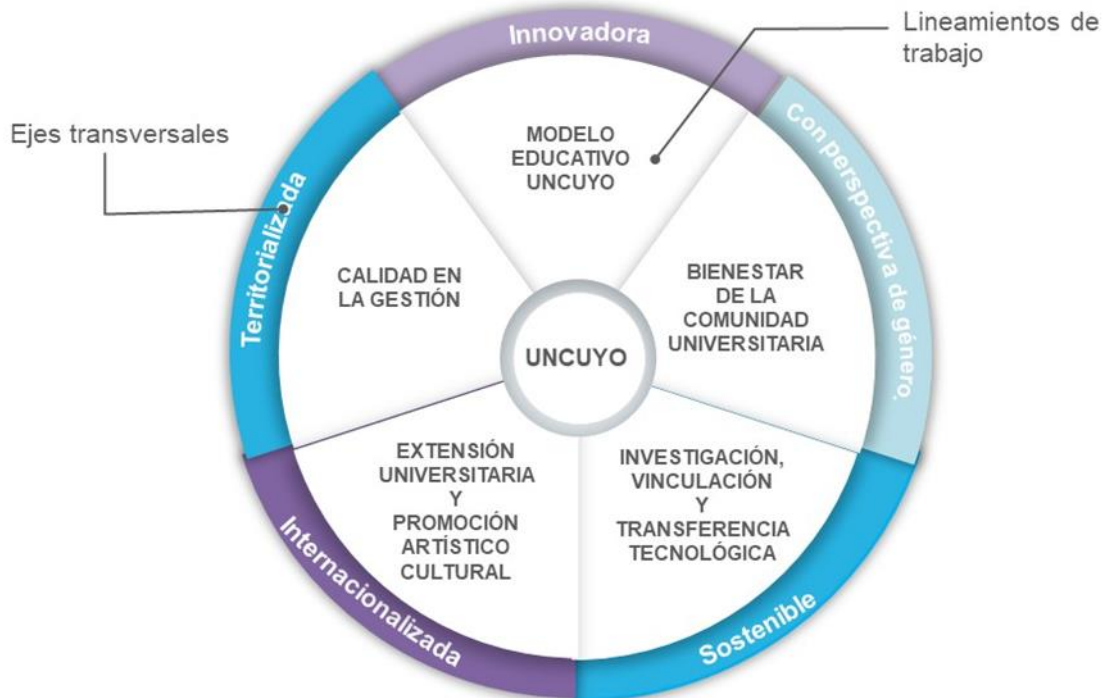 Innovadora
Lineamientos de
trabajo
Ejes transversales
Territorializada
Con perspectiva de género.
MODELO
EDUCATIVO
UNCUYO
CALIDAD EN
LA GESTIÓN
BIENESTAR
DE LA
COMUNIDAD
UNIVERSITARIA
UNCUYO
EXTENSIÓN
UNIVERSITARIA
Y
PROMOCIÓN
ARTÍSTICO
CULTURAL
INVESTIGACIÓN,
VINCULACIÓN
Y
TRANSFERENCIA
TECNOLÓGICA
Internacionalizada
Sostenible